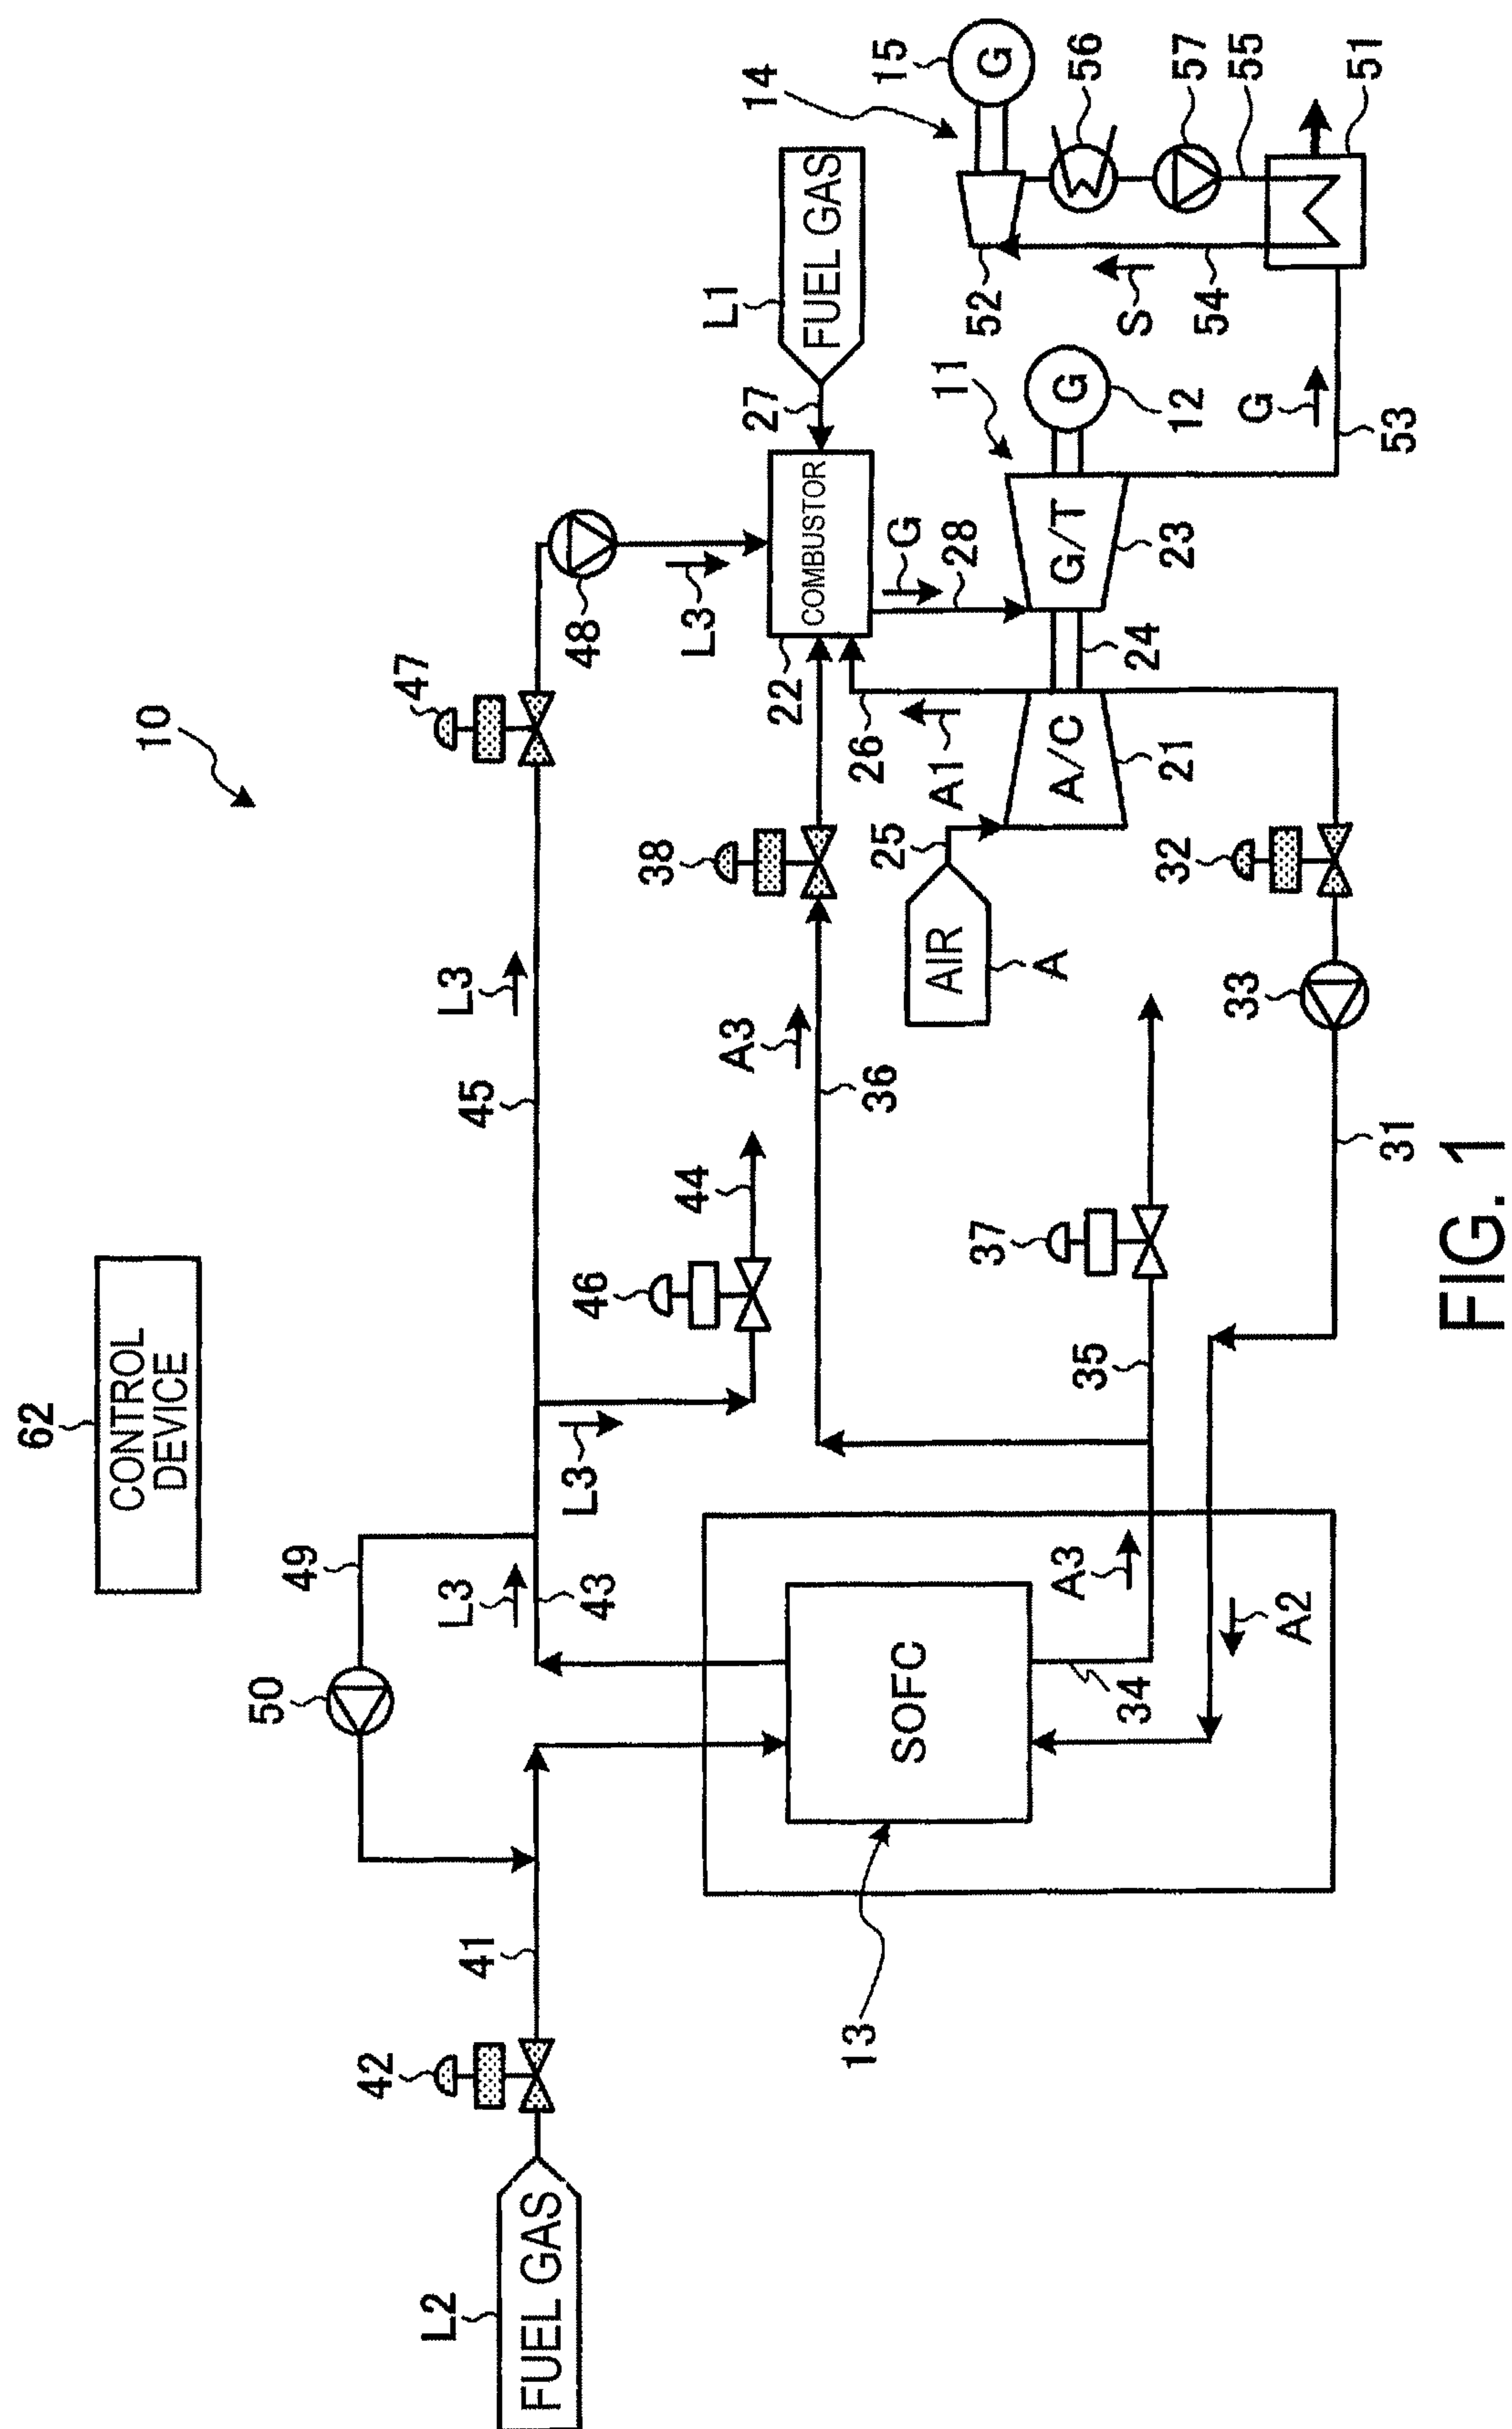 62
CONTROL
DEVICE
10
L2
FUEL GAS
42
41
50
49
L3
43
L3
45
L3
47
48
L3
46
44
L1
FUEL GAS
27
COMBUSTOR
22
G
28
38
A3
36
26
A1
25
AIR
A
A/C
21
24
G/T
23
11
G
12
14
15
G
56
57
55
51
52
S
54
G
53
13
SOFC
34
A3
A2
35
37
32
33
31
FIG. 1